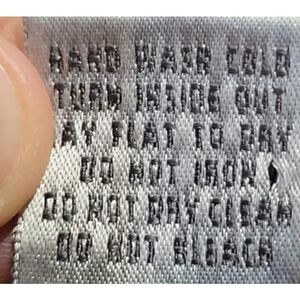 HAND WASH COLD
TURN INSIDE OUT
LAY FLAT TO DRY
DO NOT IRON
DO NOT DRY CLEAN
DO NOT BLEACH